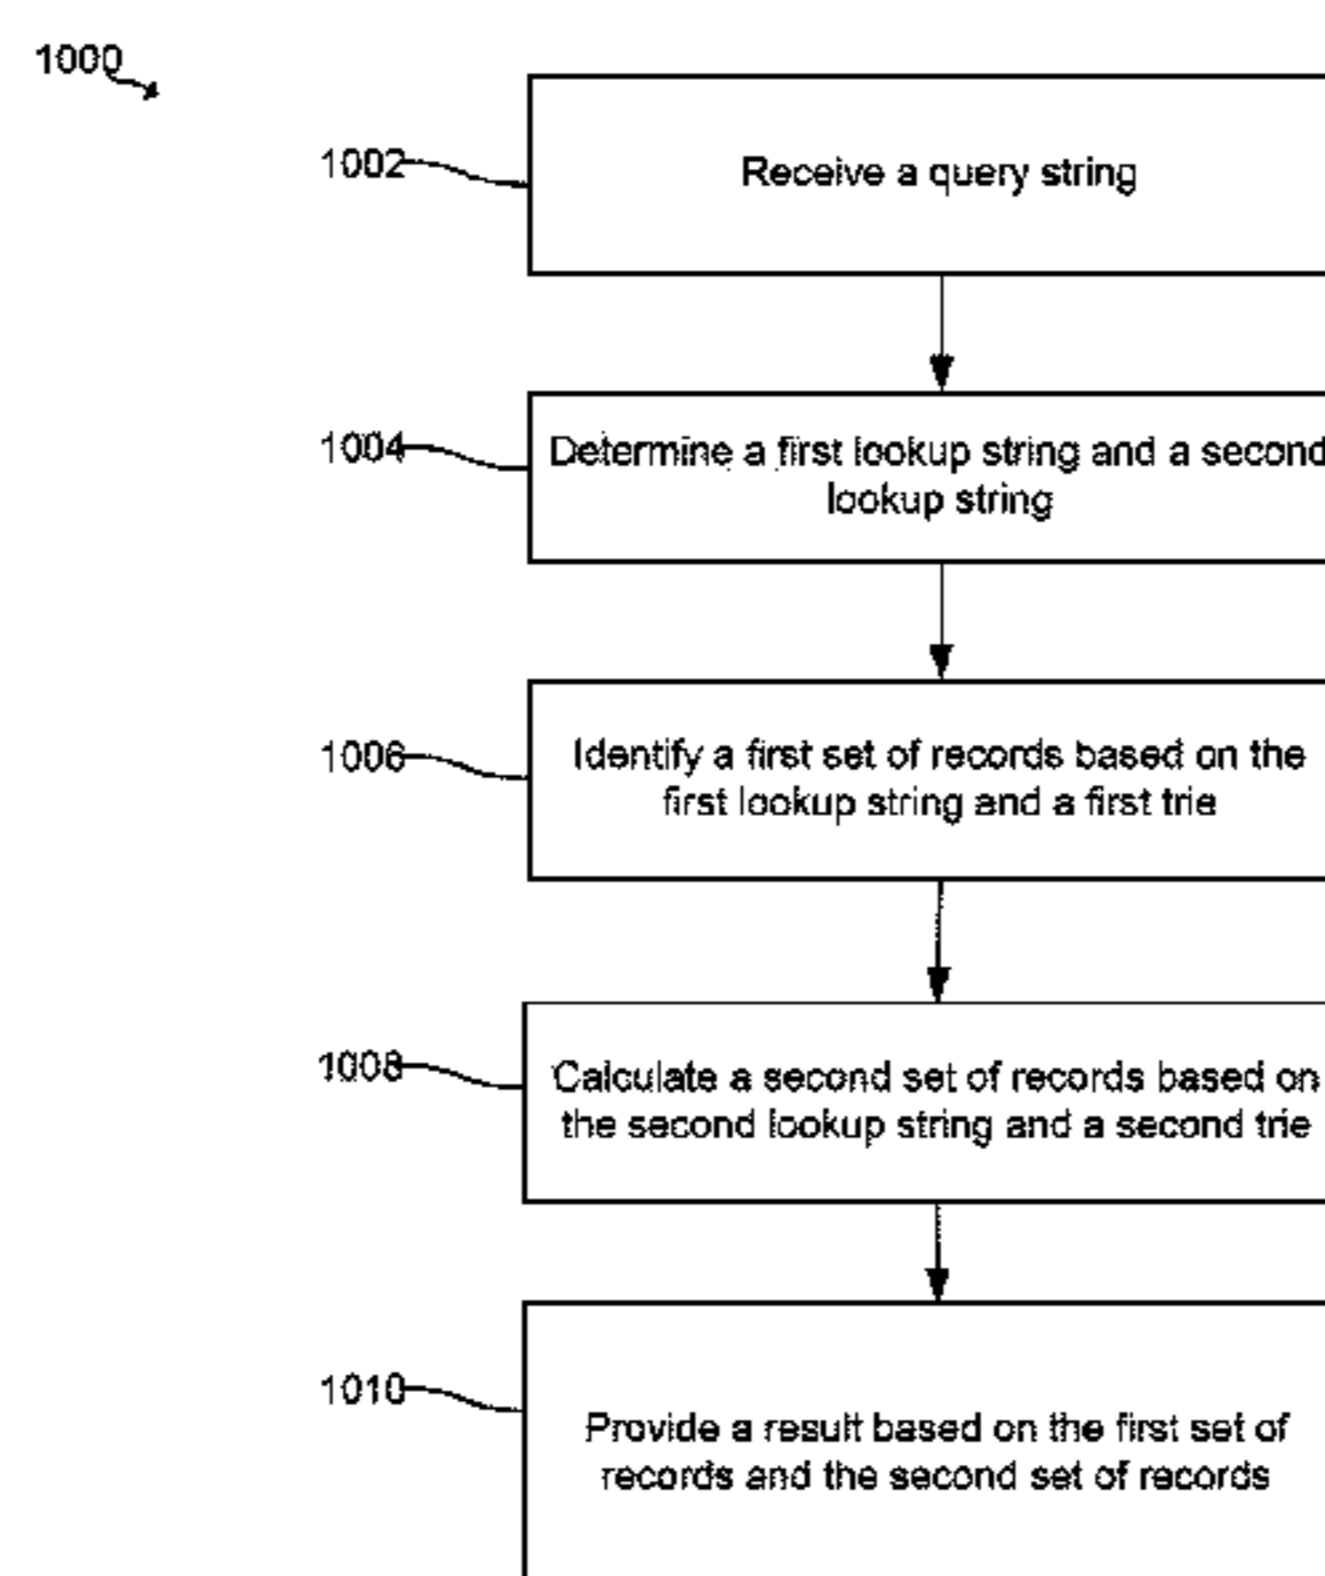 1000
1002
Receive a query string
1004
Determine a first lookup string and a second
lookup string
1006
Identify a first set of records based on the
first lookup string and a first trie
1008
Calculate a second set of records based on
the second lookup string and a second trie
1010
Provide a result based on the first set of
records and the second set of records